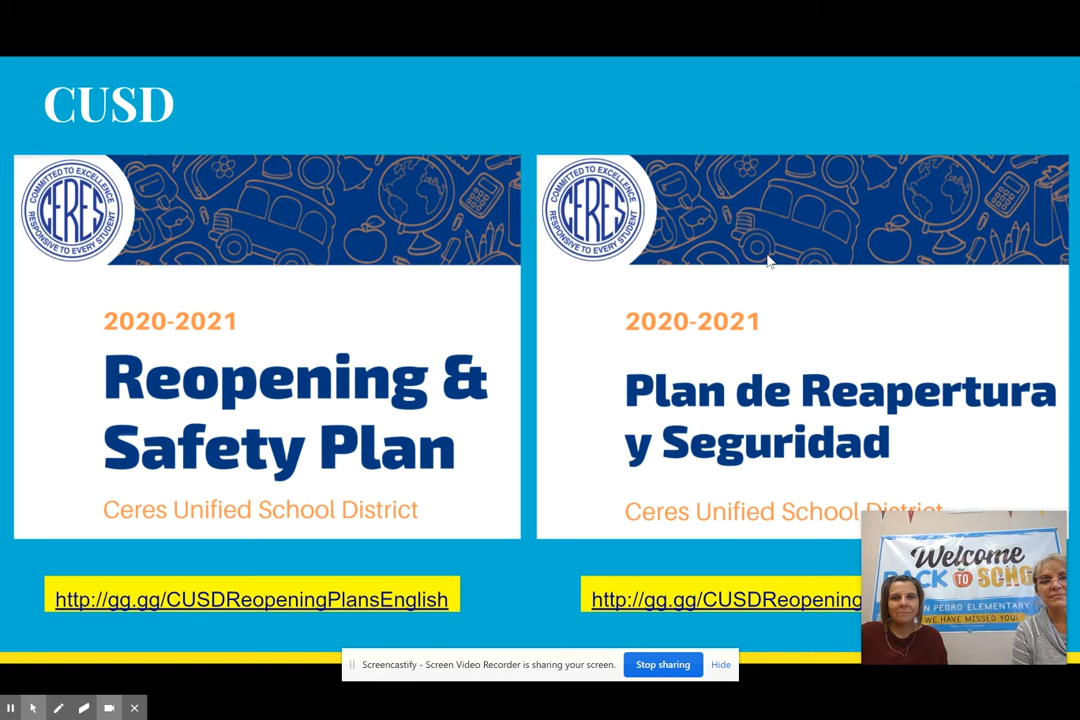 CUSD
COMMITTED TO EXCELLENCE
CERES
RESPONSIVE TO EVERY STUDENT
2020-2021
Reopening &
Safety Plan
Ceres Unified School District
http://gg.gg/CUSDReopeningPlansEnglish
COMMITTED TO EXCELLENCE
CERES
RESPONSIVE TO EVERY STUDENT
2020-2021
Plan de Reapertura
y Seguridad
Ceres Unified School District
http://gg.gg/CUSDReopening
Welcome
BACK TO SCHO
N PEDRO ELEMENTARY
WE HAVE MISSED YOU!
Screencastify - Screen Video Recorder is sharing your screen.
Stop sharing
Hide